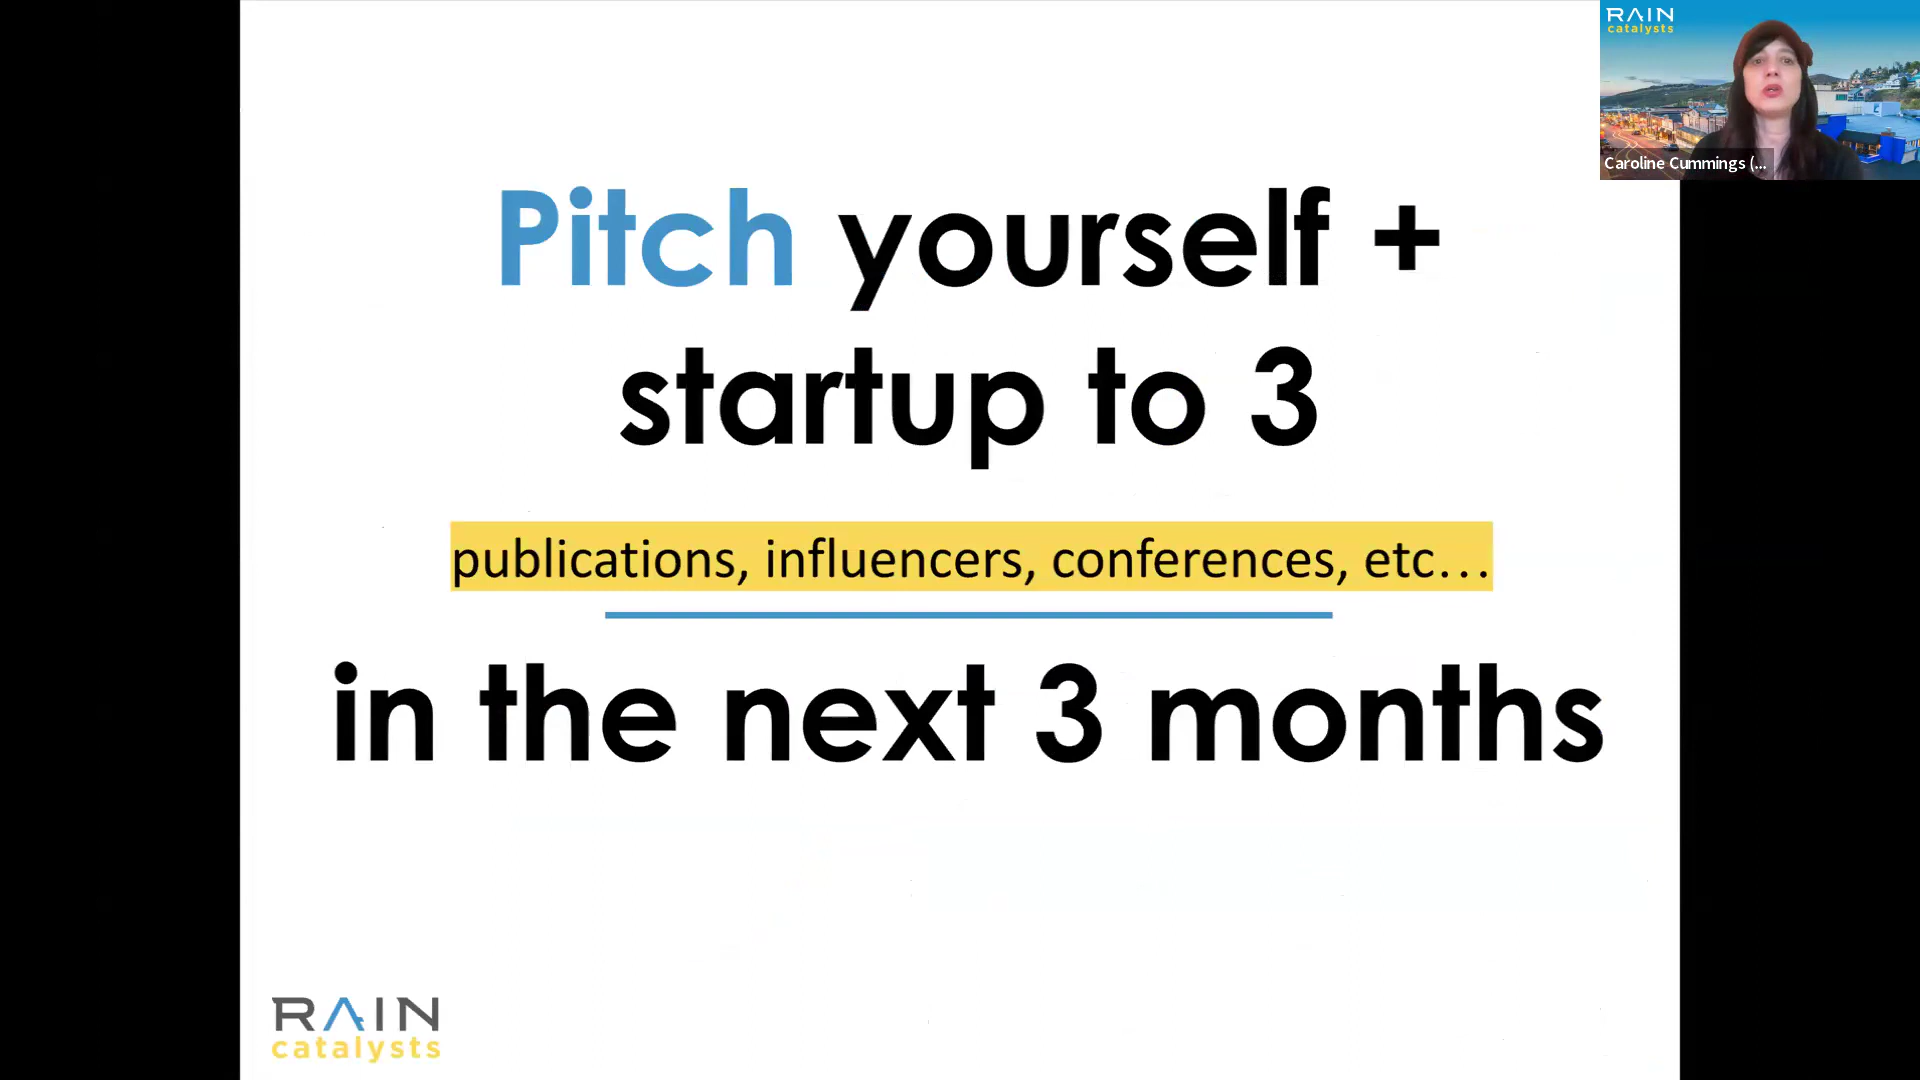 RAIN
catalysts
Caroline Cummings (...
Pitch yourself +
startup to 3
publications, influencers, conferences, etc...
in the next 3 months
RAIN
catalysts